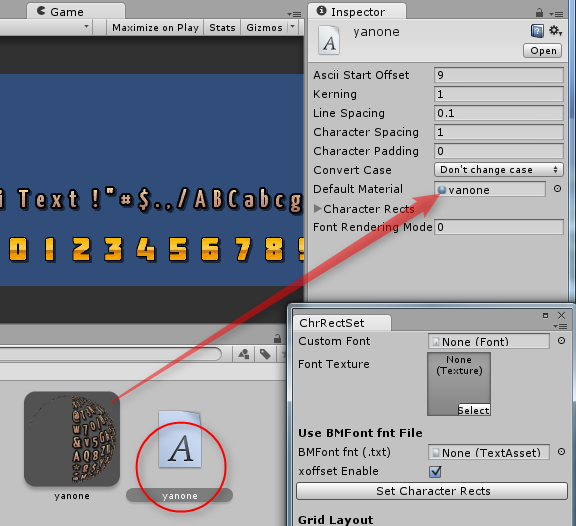 Game
Maximize on Play Stats Gizmos
i Text !"#$../ABCabcg
0 1 2 3 4 5 6 7 8 9
yanone
yanone
Inspector
yanone
Open
Ascii Start Offset 9
Kerning 1
Line Spacing 0.1
Character Spacing 1
Character Padding 0
Convert Case Don't change case
Default Material yanone
Character Rects
Font Rendering Mode 0
ChrRectSet
Custom Font None (Font)
Font Texture None
(Texture)
Select
Use BMFont fnt File
BMFont fnt (.txt) None (TextAsset)
xoffset Enable
Set Character Rects
Grid Layout